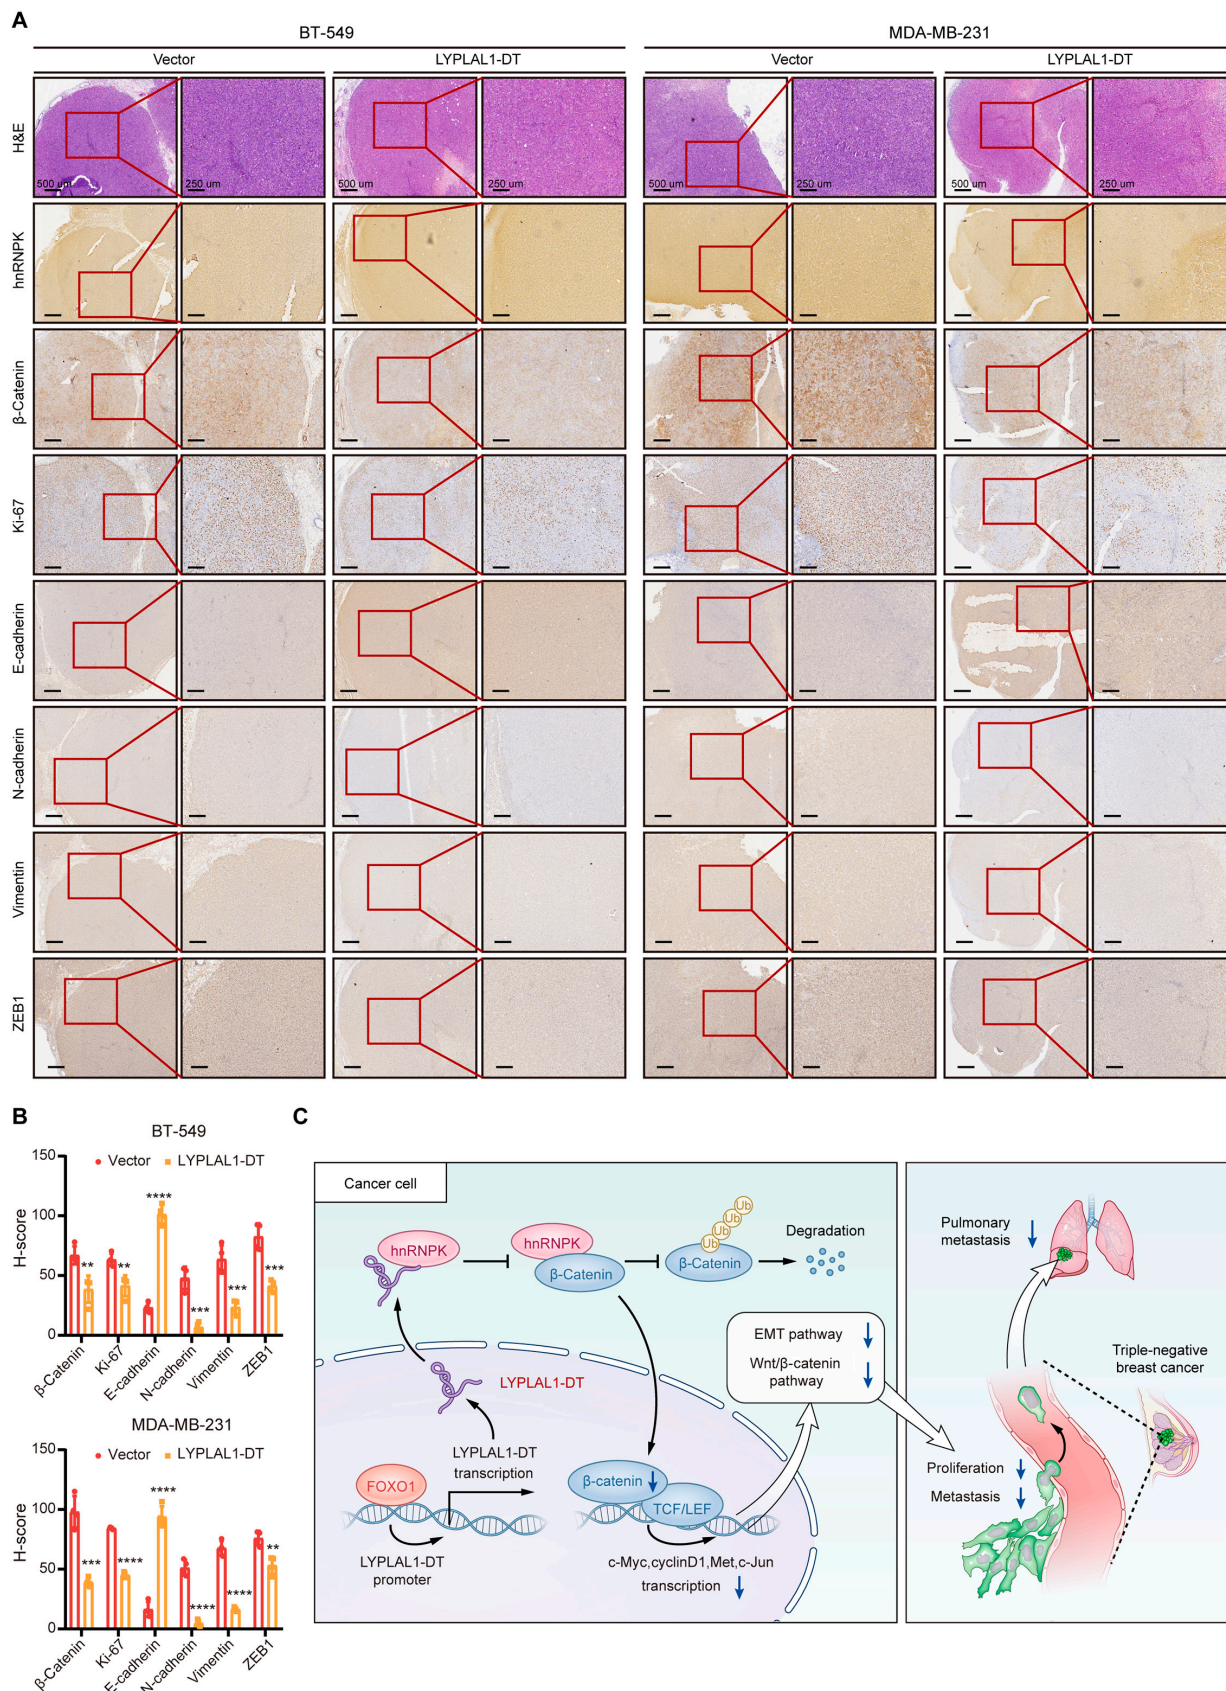 A
BT-549
MDA-MB-231
Vector
LYPLAL1-DT
Vector
LYPLAL1-DT
H&E
500 um
250 um
500 um
250 um
500 um
250 um
500 um
250 um
hnRNPK
β-Catenin
Ki-67
E-cadherin
N-cadherin
Vimentin
ZEB1
B
BT-549
Vector
LYPLAL1-DT
H-score
150
100
50
0
**
**
****
***
***
***
β-Catenin
Ki-67
E-cadherin
N-cadherin
Vimentin
ZEB1
MDA-MB-231
Vector
LYPLAL1-DT
H-score
150
100
50
0
***
****
****
****
****
**
β-Catenin
Ki-67
E-cadherin
N-cadherin
Vimentin
ZEB1
C
Cancer cell
hnRNPK
hnRNPK
β-Catenin
Ub
Ub
Ub
Ub
β-Catenin
Degradation
LYPLAL1-DT
LYPLAL1-DT
transcription
FOXO1
LYPLAL1-DT
promoter
β-catenin
TCF/LEF
c-Myc,cyclinD1,Met,c-Jun
transcription
EMT pathway
Wnt/β-catenin
pathway
Pulmonary
metastasis
Triple-negative
breast cancer
Proliferation
Metastasis